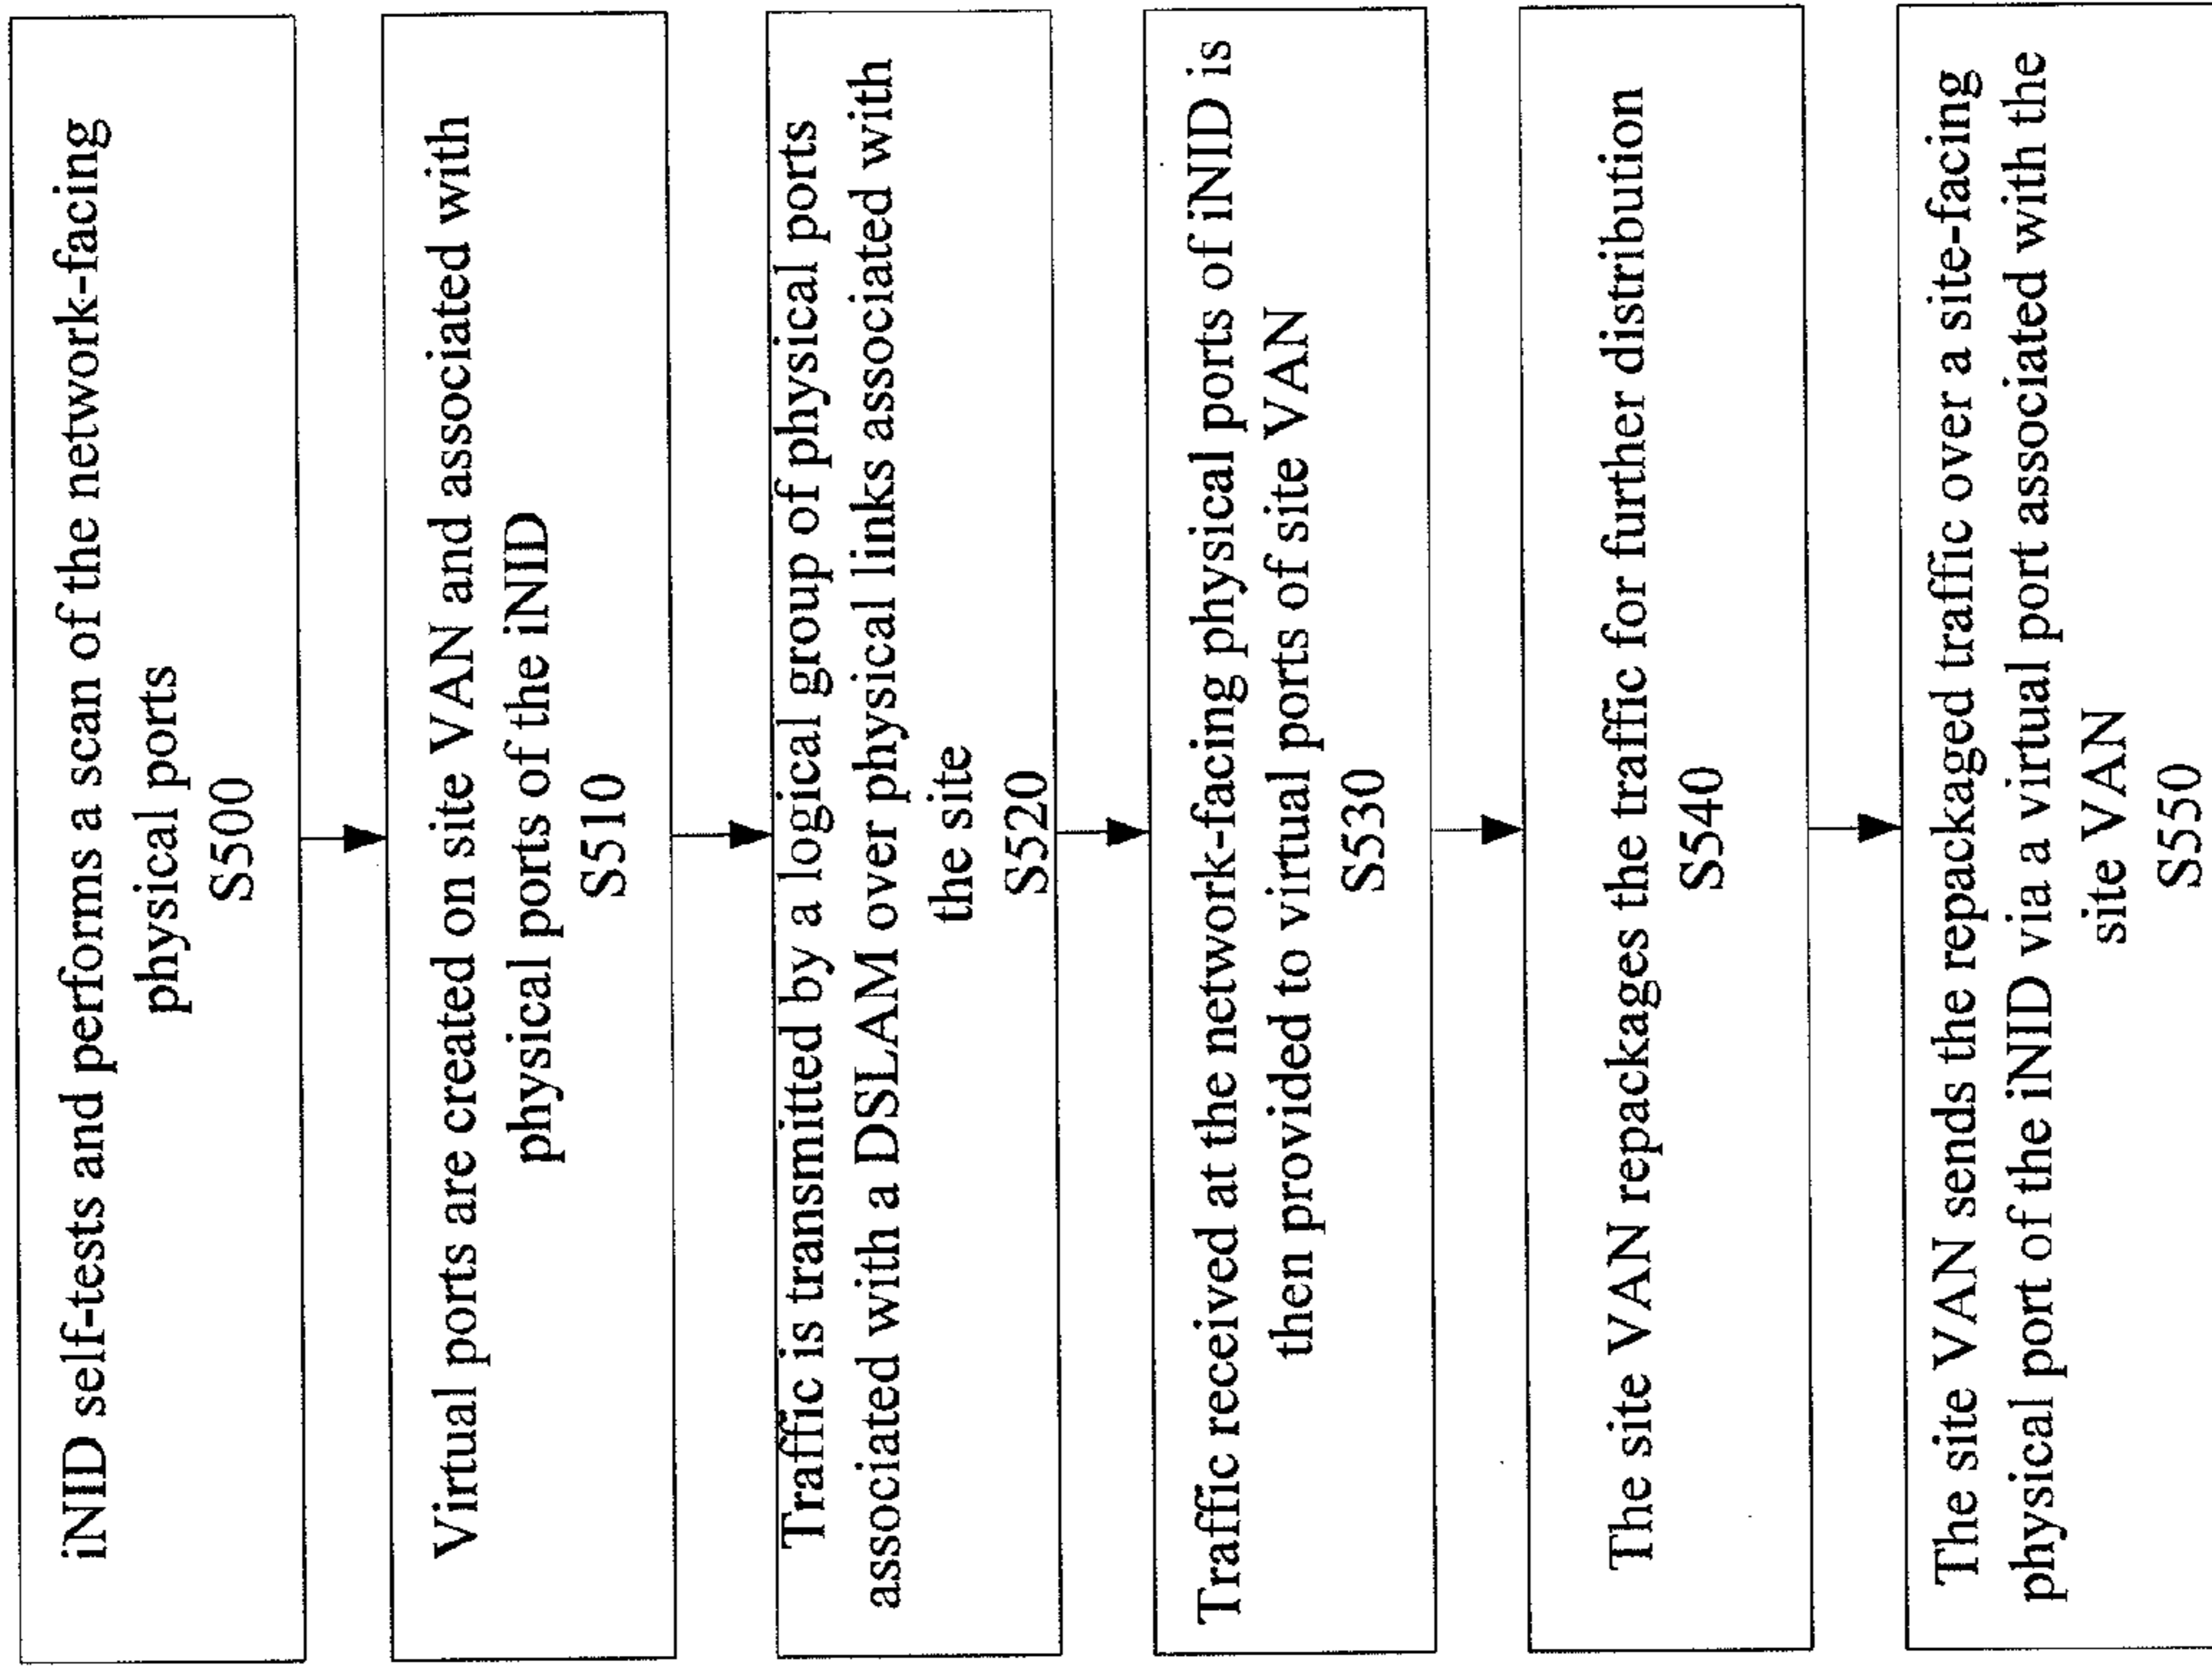 iNID self-tests and performs a scan of the network-facing
physical ports
S500
Virtual ports are created on site VAN and associated with
physical ports of the iNID
S510
Traffic is transmitted by a logical group of physical ports
associated with a DSLAM over physical links associated with
the site
S520
Traffic received at the network-facing physical ports of iNID is
then provided to virtual ports of site VAN
S530
The site VAN repackages the traffic for further distribution
S540
The site VAN sends the repackaged traffic over a site-facing
physical port of the iNID via a virtual port associated with the
site VAN
S550